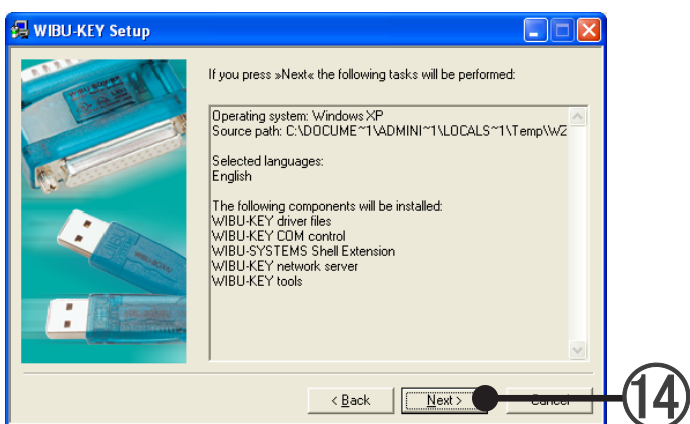 WIBU-KEY Setup
If you press »Next« the following tasks will be performed:
Operating system: Windows XP
Source path: C:\DOCUME~1\ADMINI~1\LOCALS~1\Temp\WZ
Selected languages:
English
The following components will be installed:
WIBU-KEY driver files
WIBU-KEY COM control
WIBU-SYSTEMS Shell Extension
WIBU-KEY network server
WIBU-KEY tools
< Back
Next >
Cancel
⑭